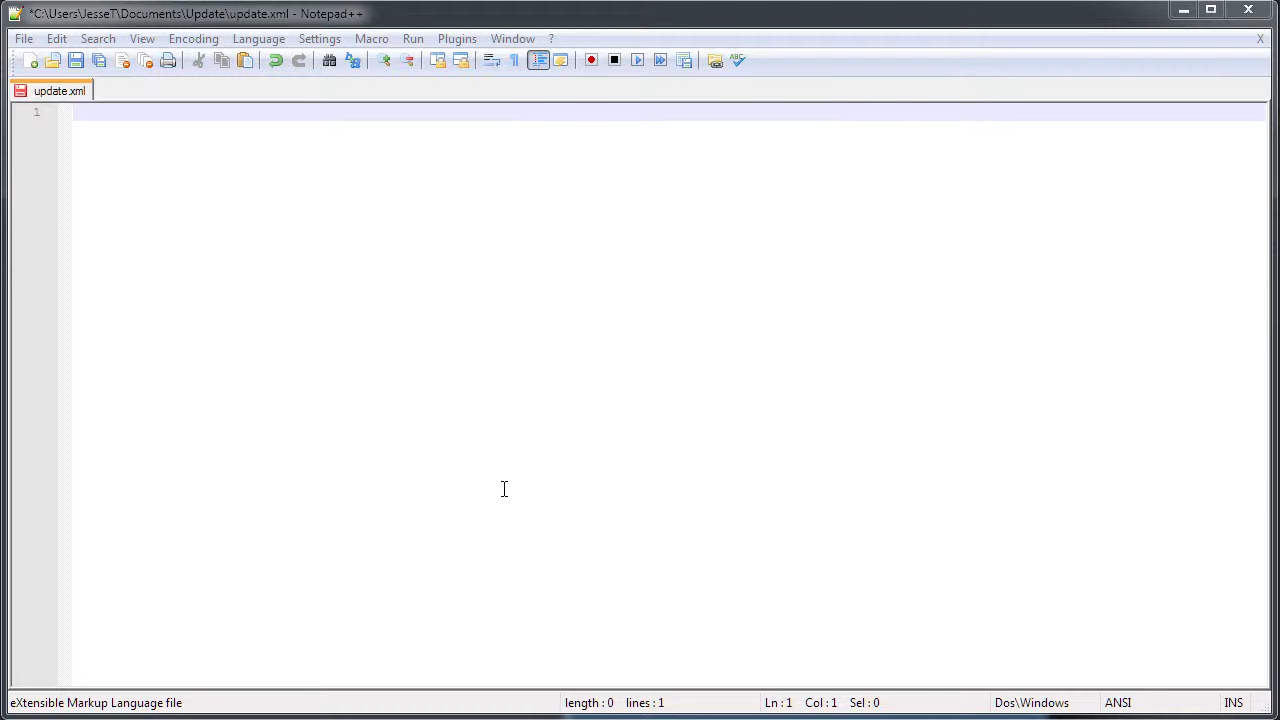 *C:\Users\JesseT\Documents\Update\update.xml - Notepad++
File Edit Search View Encoding Language Settings Macro Run Plugins Window ? X
ABC
update.xml
1
eXtensible Markup Language file length : 0 lines : 1 Ln : 1 Col : 1 Sel : 0 Dos\Windows ANSI INS